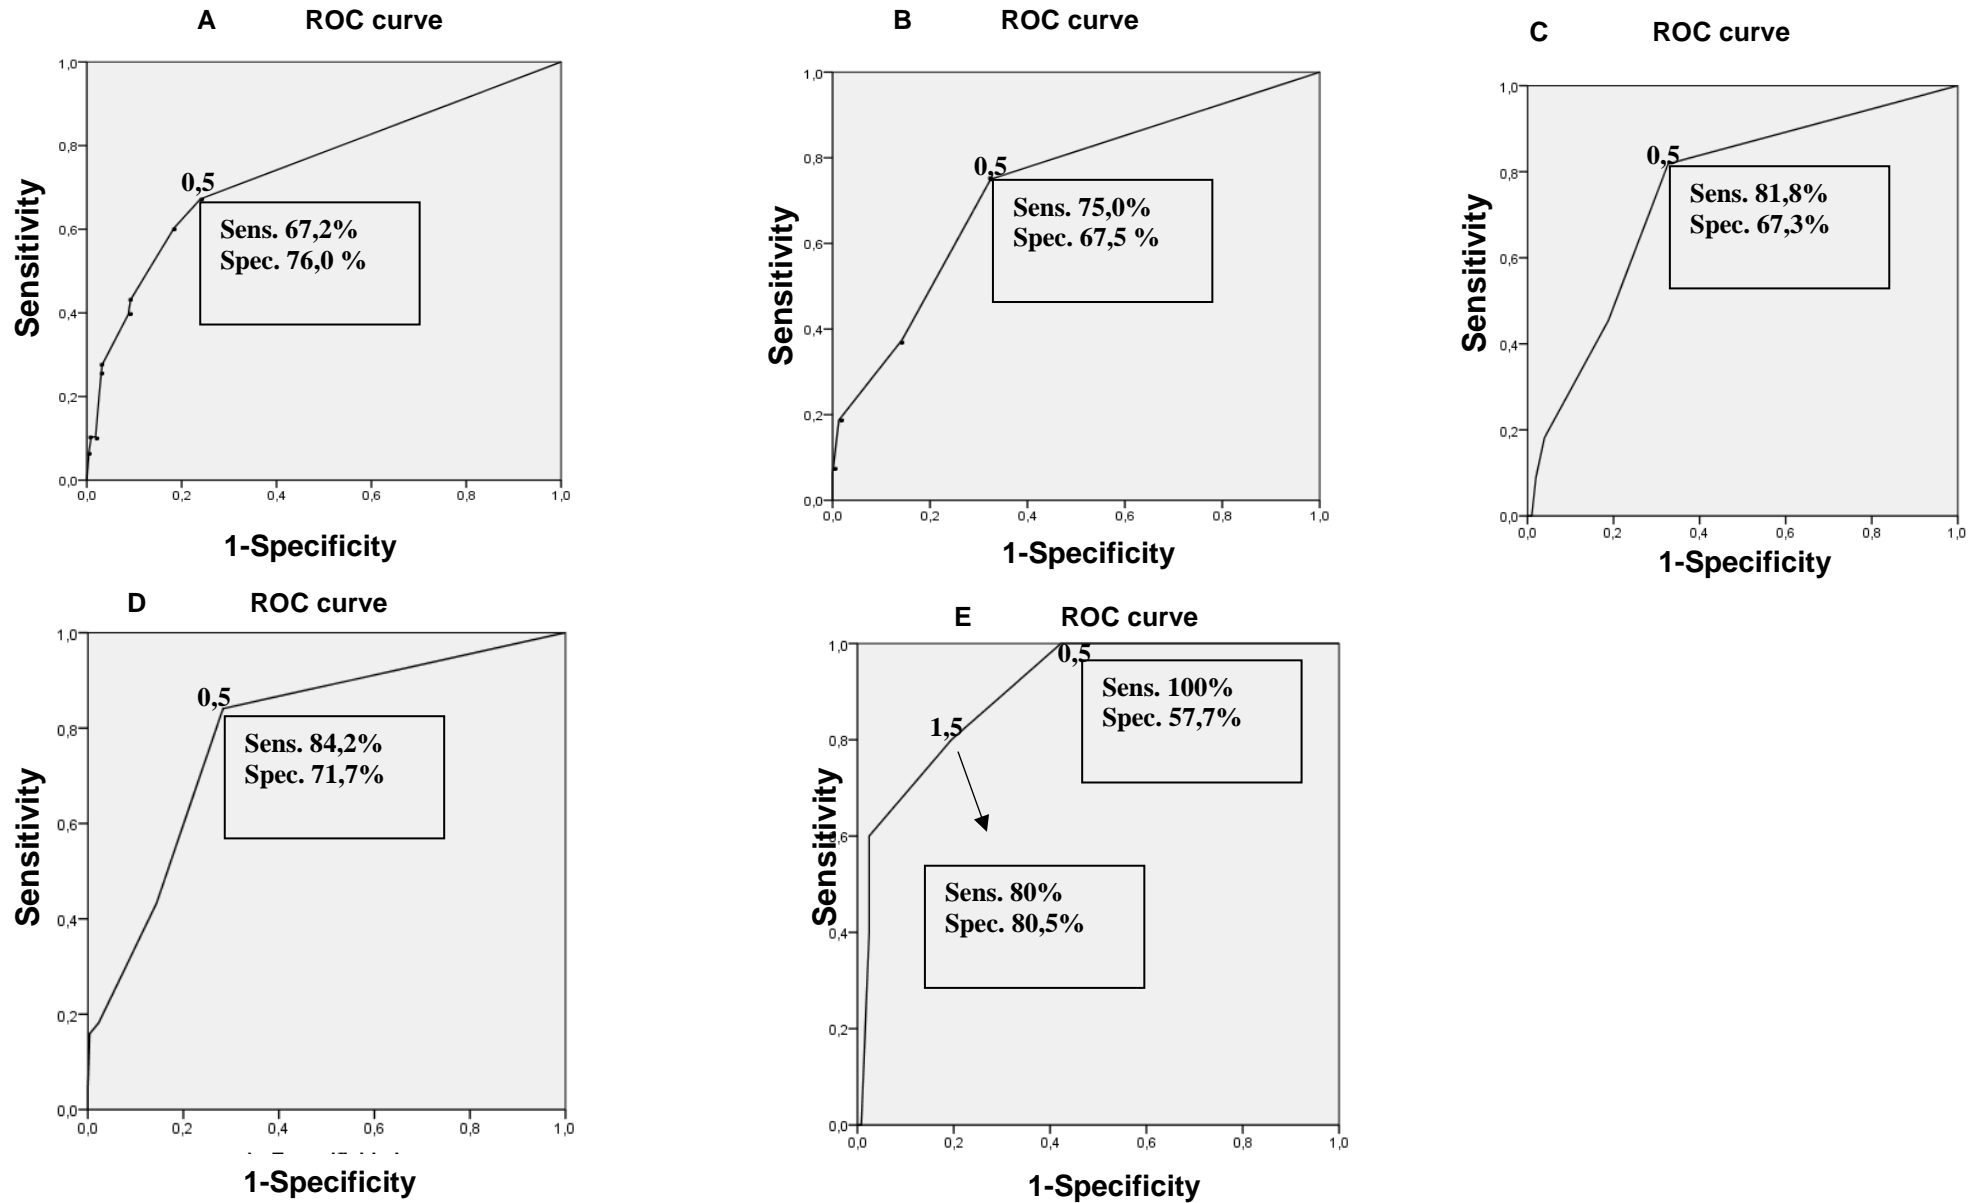 A ROC curve
1,0
0,8
0,6
0,4
0,2
0,0
Sensitivity
0,5
Sens. 67,2%
Spec. 76,0 %
0,0 0,2 0,4 0,6 0,8 1,0
1-Specificity
B ROC curve
1,0
0,8
0,6
0,4
0,2
0,0
Sensitivity
0,5
Sens. 75,0%
Spec. 67,5 %
0,0 0,2 0,4 0,6 0,8 1,0
1-Specificity
C ROC curve
1,0
0,8
0,6
0,4
0,2
0,0
Sensitivity
0,5
Sens. 81,8%
Spec. 67,3%
0,0 0,2 0,4 0,6 0,8 1,0
1-Specificity
D ROC curve
1,0
0,8
0,6
0,4
0,2
0,0
Sensitivity
0,5
Sens. 84,2%
Spec. 71,7%
0,0 0,2 0,4 0,6 0,8 1,0
1-Specificity
E ROC curve
1,0
0,8
0,6
0,4
0,2
0,0
Sensitivity
0,5
Sens. 100%
Spec. 57,7%
1,5
Sens. 80%
Spec. 80,5%
0,0 0,2 0,4 0,6 0,8 1,0
1-Specificity